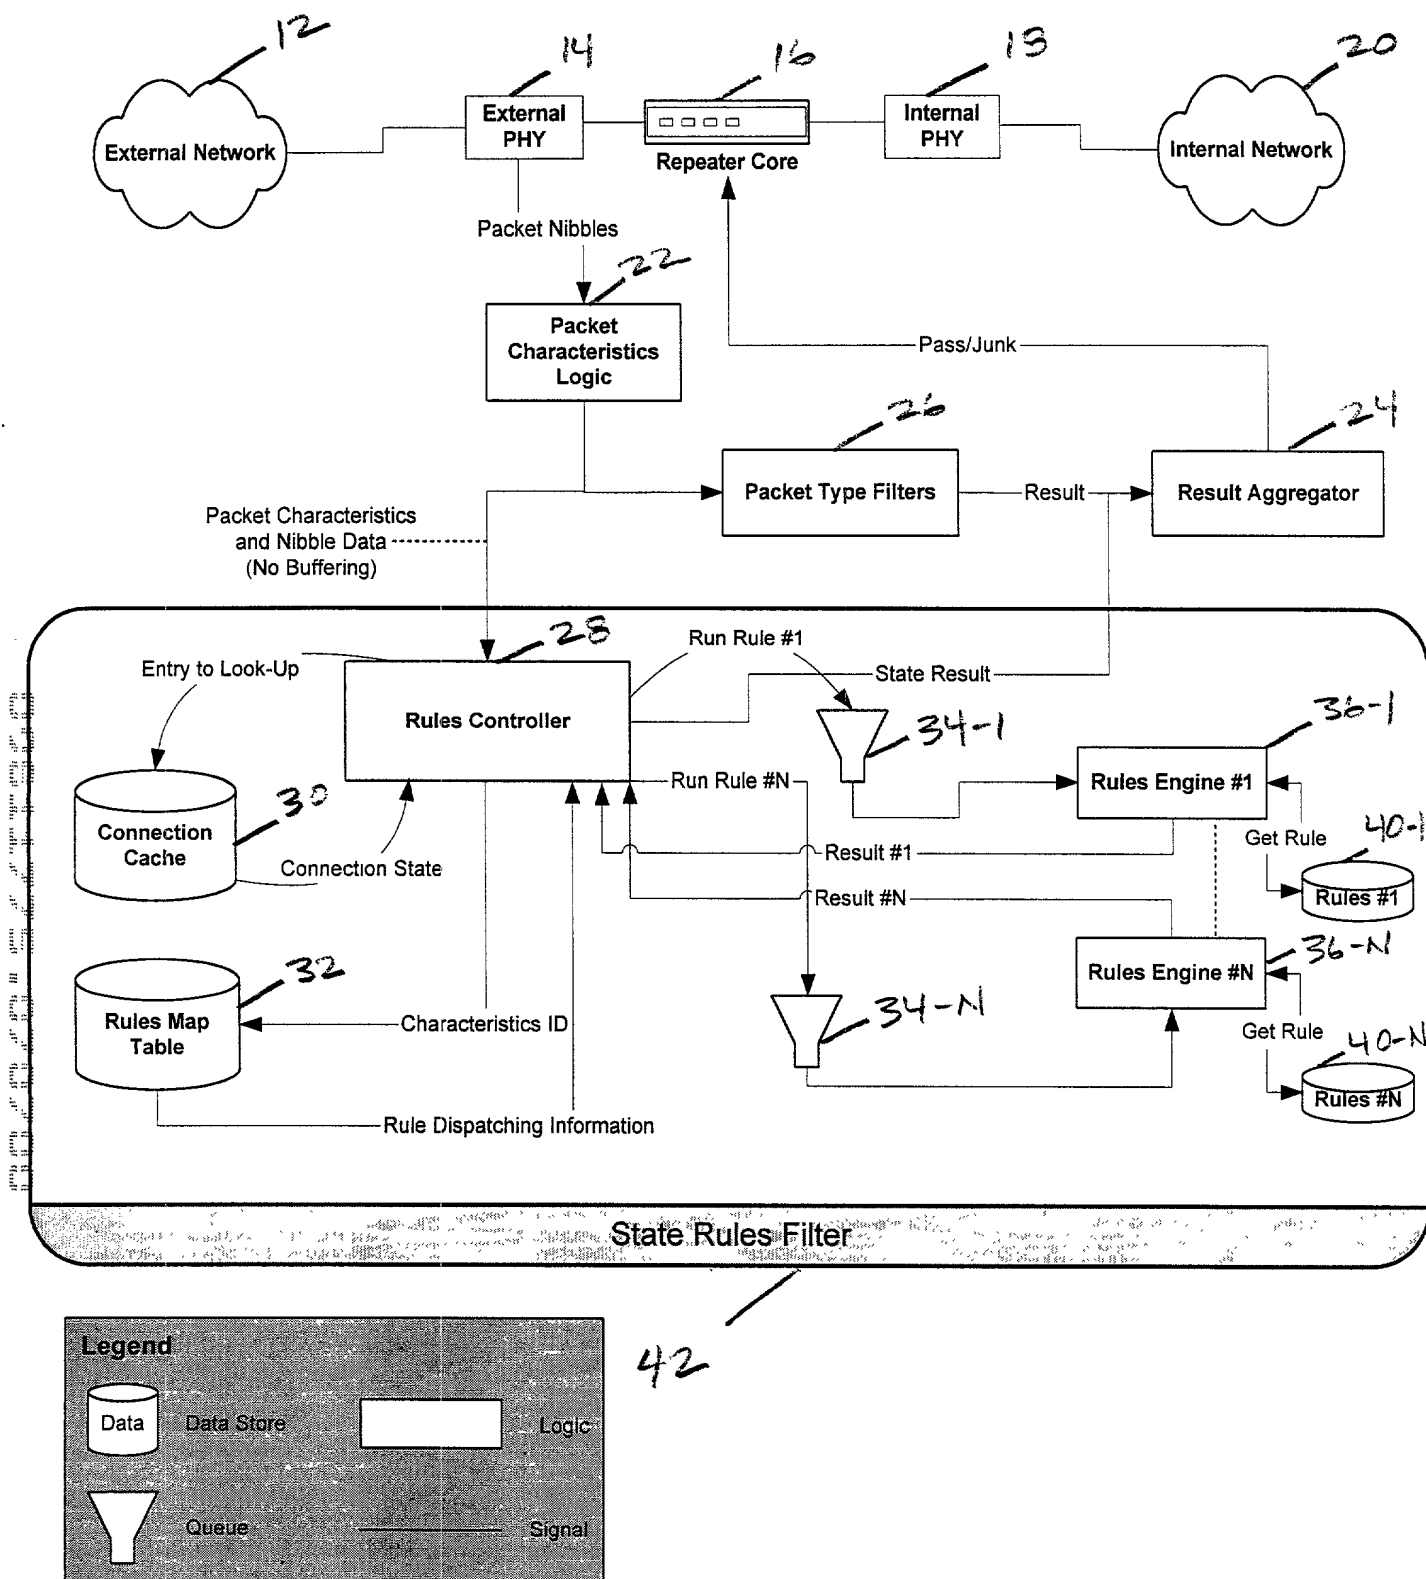 12
14
16
18
20
External Network
External
PHY
Repeater Core
Internal
PHY
Internal Network
Packet Nibbles
22
Packet
Characteristics
Logic
Pass/Junk
26
24
Packet Type Filters
Result
Result Aggregator
Packet Characteristics
and Nibble Data
(No Buffering)
28
Run Rule #1
Entry to Look-Up
State Result
Rules Controller
34-1
36-1
Run Rule #N
Rules Engine #1
30
Connection
Cache
Connection State
Result #1
Get Rule
40-1
Rules #1
Result #N
36-N
Rules Engine #N
32
Rules Map
Table
Characteristics ID
34-N
Get Rule
40-N
Rules #N
Rule Dispatching Information
State Rules Filter
42
Legend
Data
Data Store
Logic
Queue
Signal